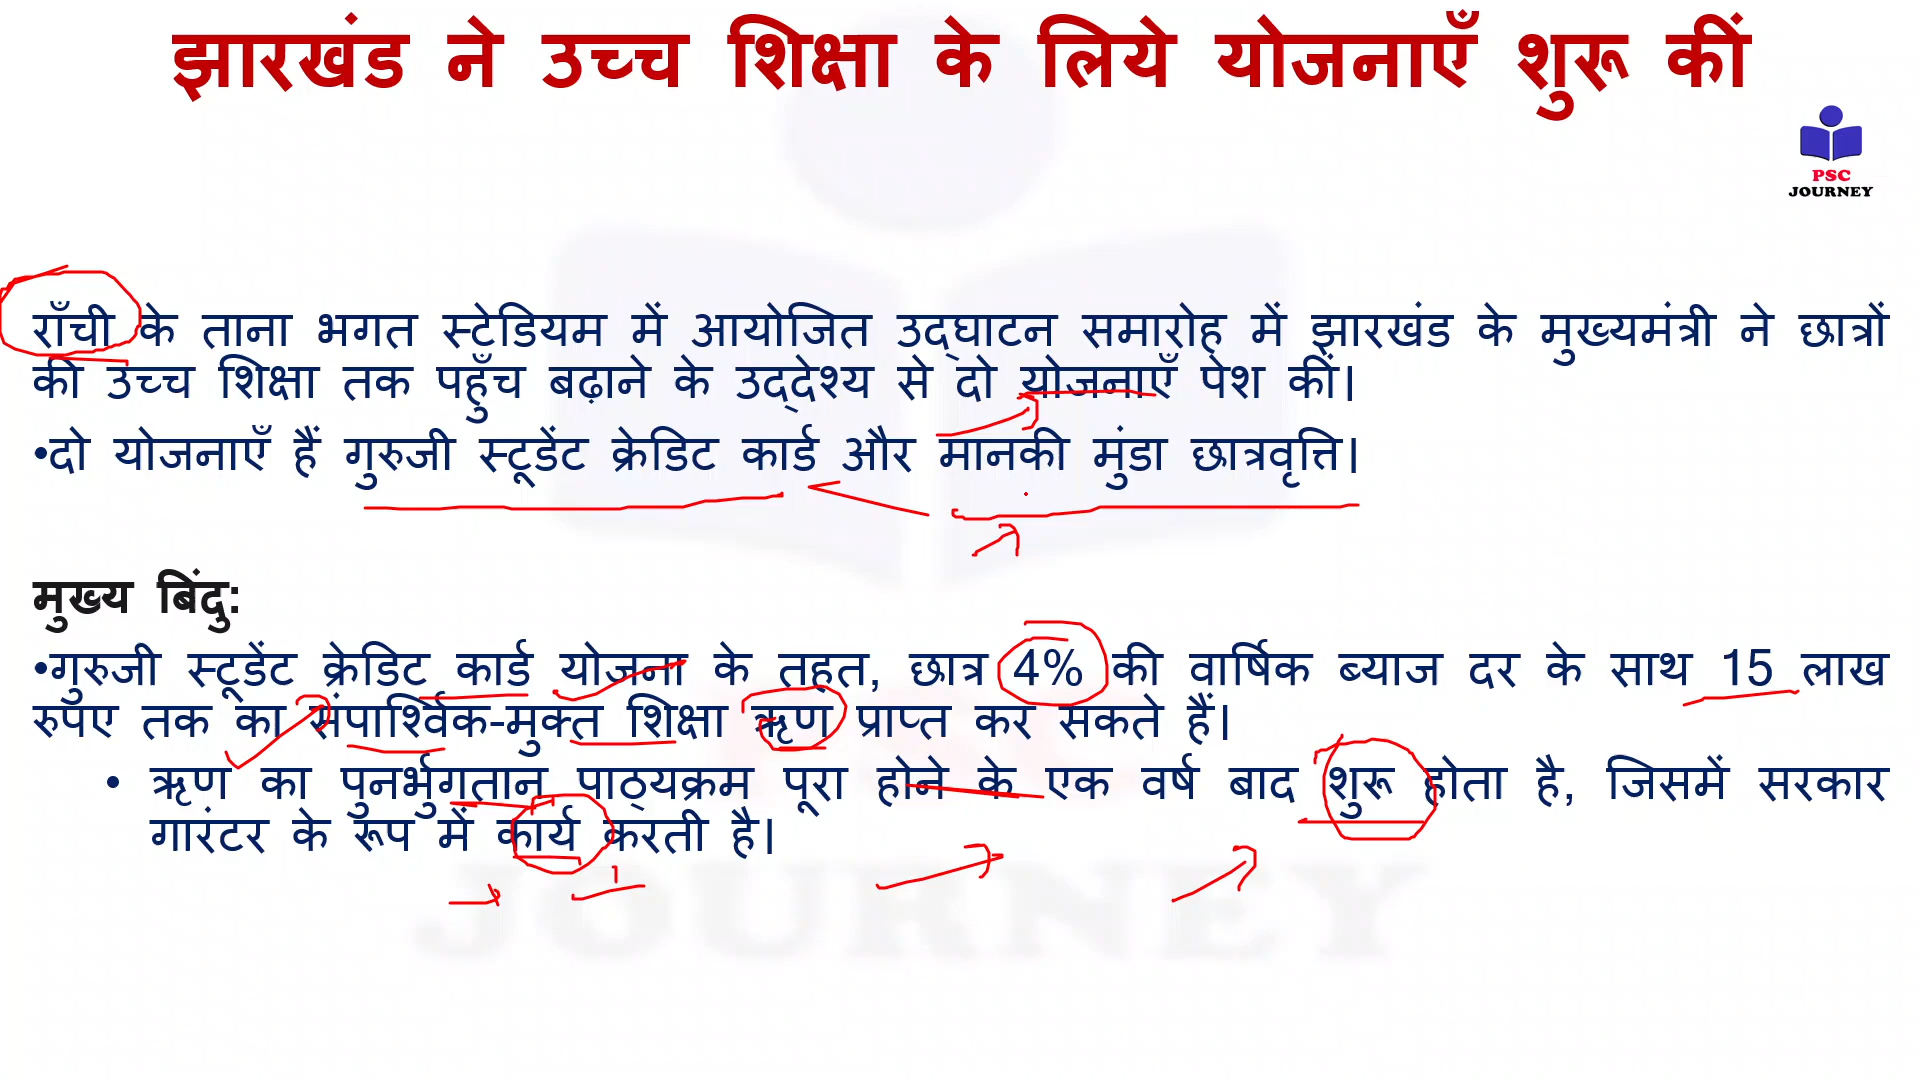 झारखंड ने उच्च शिक्षा के लिये योजनाएँ शुरू कीं
PSC
JOURNEY
राँची के ताना भगत स्टेडियम में आयोजित उद्घाटन समारोह में झारखंड के मुख्यमंत्री ने छात्रों
की उच्च शिक्षा तक पहुँच बढ़ाने के उद्देश्य से दो योजनाएँ पेश कीं।
•दो योजनाएँ हैं गुरुजी स्टूडेंट क्रेडिट कार्ड और मानकी मुंडा छात्रवृत्ति।
मुख्य बिंदु:
•गुरुजी स्टूडेंट क्रेडिट कार्ड योजना के तहत, छात्र 4% की वार्षिक ब्याज दर के साथ 15 लाख
रुपए तक का संपार्श्विक-मुक्त शिक्षा ऋण प्राप्त कर सकते हैं।
• ऋण का पुनर्भुगतान पाठ्यक्रम पूरा होने के एक वर्ष बाद शुरू होता है, जिसमें सरकार
गारंटर के रूप में कार्य करती है।
JOURNEY